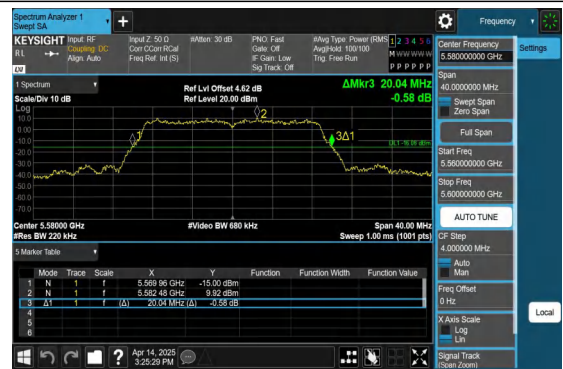 Spectrum Analyzer 1
Swept SA
Frequency
KEYSIGHT
RL
Input: RF
Coupling: DC
Align: Auto
Input Z: 50 Ω
Corr CCorr RCal
Freq Ref: Int (S)
#Atten: 30 dB
PNO: Fast
Gate: Off
IF Gain: Low
Sig Track: Off
#Avg Type: Power (RMS
Avg|Hold: 100/100
Trig: Free Run
1 2 3 4 5 6
M W W W W W
P P P P P P
LXI
1 Spectrum
Scale/Div 10 dB
Ref Lvl Offset 4.62 dB
Ref Level 20.00 dBm
ΔMkr3 20.04 MHz
-0.58 dB
Log
10.0
0.00
-10.0
-20.0
-30.0
-40.0
-50.0
-60.0
-70.0
1
2
3Δ1
DL1 -16.08 dBm
Center 5.58000 GHz
#Res BW 220 kHz
#Video BW 680 kHz
Span 40.00 MHz
Sweep 1.00 ms (1001 pts)
5 Marker Table
Mode Trace Scale X Y Function Function Width Function Value
1 N 1 f 5.569 96 GHz -15.00 dBm
2 N 1 f 5.582 48 GHz 9.92 dBm
3 Δ1 1 f (Δ) 20.04 MHz (Δ) -0.58 dB
4
5
6
Apr 14, 2025
3:25:29 PM
Center Frequency
5.580000000 GHz
Settings
Span
40.0000000 MHz
Swept Span
Zero Span
Full Span
Start Freq
5.560000000 GHz
Stop Freq
5.600000000 GHz
AUTO TUNE
CF Step
4.000000 MHz
Auto
Man
Freq Offset
0 Hz
X Axis Scale
Log
Lin
Local
Signal Track
(Span Zoom)